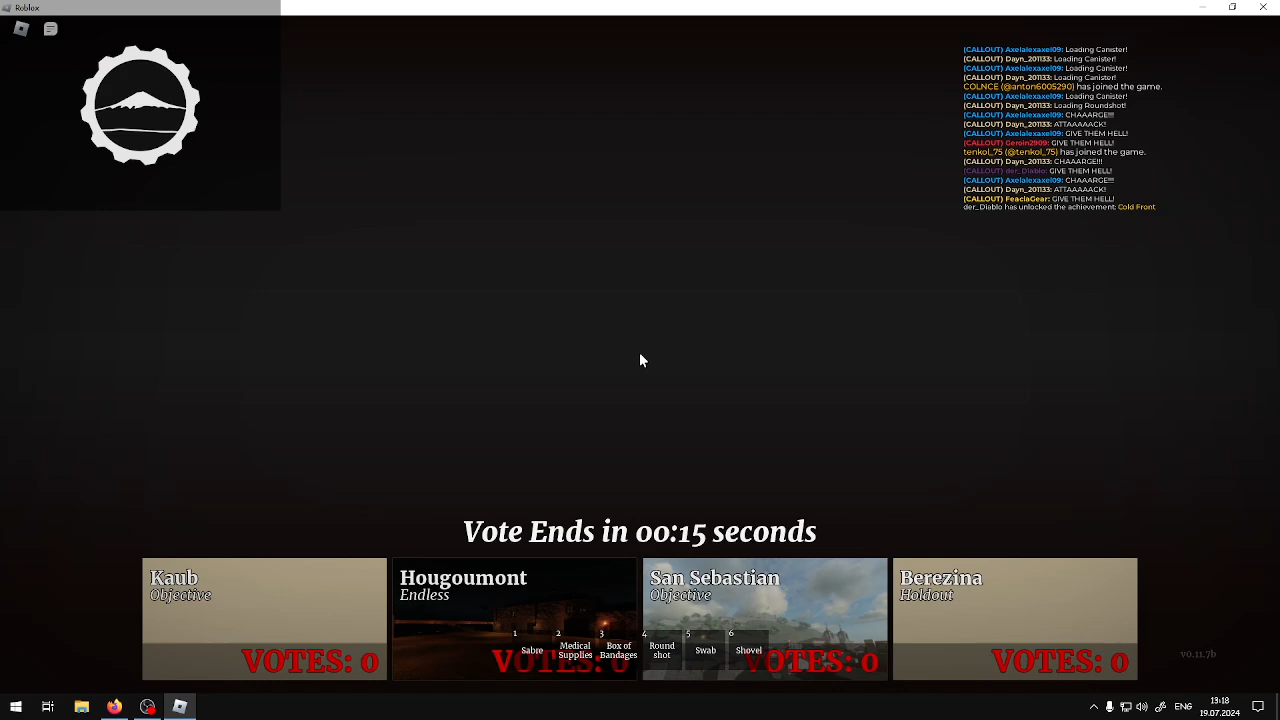 Roblox
(CALLOUT) Axelalexaxel09: Loading Canister!
(CALLOUT) Dayn_201133: Loading Canister!
(CALLOUT) Axelalexaxel09: Loading Canister!
(CALLOUT) Dayn_201133: Loading Canister!
COLNCE (@anton6005290) has joined the game.
(CALLOUT) Axelalexaxel09: Loading Canister!
(CALLOUT) Dayn_201133: Loading Roundshot!
(CALLOUT) Axelalexaxel09: CHAAARGE!!!
(CALLOUT) Dayn_201133: ATTAAAAACK!
(CALLOUT) Axelalexaxel09: GIVE THEM HELL!
(CALLOUT) Geroin2909: GIVE THEM HELL!
tenkol_75 (@tenkol_75) has joined the game.
(CALLOUT) Dayn_201133: CHAAARGE!!!
(CALLOUT) der_Diablo: GIVE THEM HELL!
(CALLOUT) Axelalexaxel09: CHAAARGE!!!
(CALLOUT) Dayn_201133: ATTAAAAACK!
(CALLOUT) FeaclaGear: GIVE THEM HELL!
der_Diablo has unlocked the achievement: Cold Front
Vote Ends in 00:15 seconds
Kaub
Objective
VOTES: 0
Hougoumont
Endless
VOTES: 0
San Sebastian
Objective
VOTES: 0
Berezina
Holdout
VOTES: 0
1 Sabre
2 Medical Supplies
3 Box of Bandages
4 Round shot
5 Swab
6 Shovel
v0.11.7b
ENG
13:18
19.07.2024